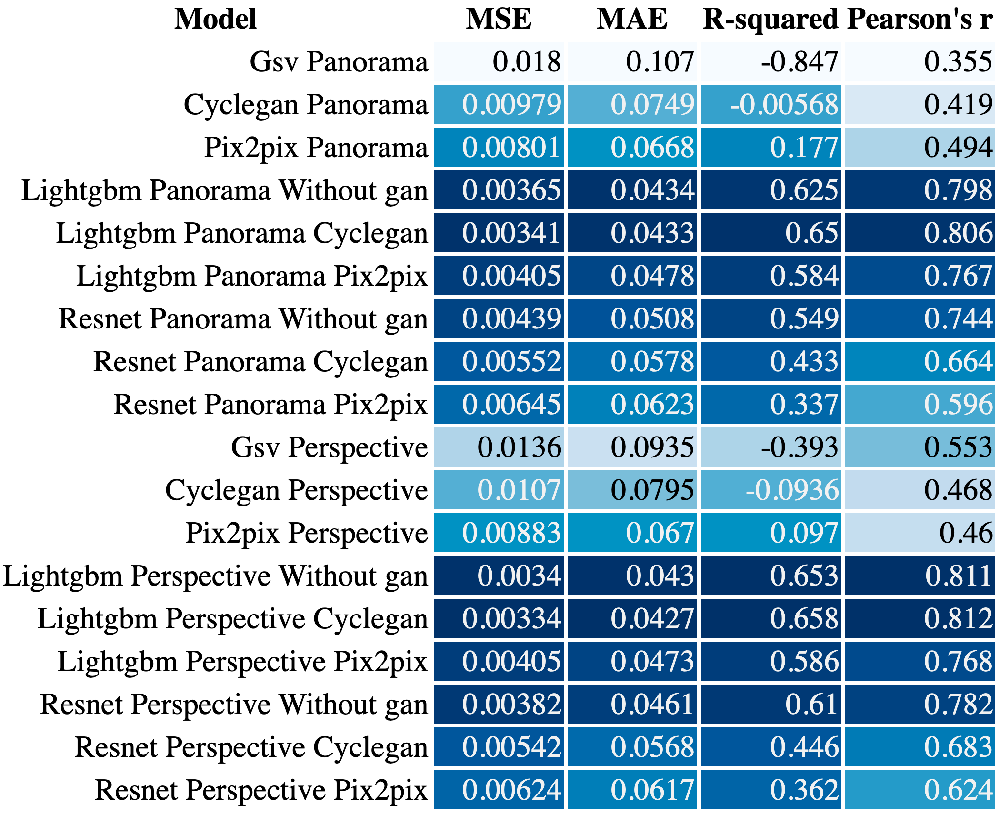 Model MSE MAE R-squared Pearson's r
Gsv Panorama 0.018 0.107 -0.847 0.355
Cyclegan Panorama 0.00979 0.0749 -0.00568 0.419
Pix2pix Panorama 0.00801 0.0668 0.177 0.494
Lightgbm Panorama Without gan 0.00365 0.0434 0.625 0.798
Lightgbm Panorama Cyclegan 0.00341 0.0433 0.65 0.806
Lightgbm Panorama Pix2pix 0.00405 0.0478 0.584 0.767
Resnet Panorama Without gan 0.00439 0.0508 0.549 0.744
Resnet Panorama Cyclegan 0.00552 0.0578 0.433 0.664
Resnet Panorama Pix2pix 0.00645 0.0623 0.337 0.596
Gsv Perspective 0.0136 0.0935 -0.393 0.553
Cyclegan Perspective 0.0107 0.0795 -0.0936 0.468
Pix2pix Perspective 0.00883 0.067 0.097 0.46
Lightgbm Perspective Without gan 0.0034 0.043 0.653 0.811
Lightgbm Perspective Cyclegan 0.00334 0.0427 0.658 0.812
Lightgbm Perspective Pix2pix 0.00405 0.0473 0.586 0.768
Resnet Perspective Without gan 0.00382 0.0461 0.61 0.782
Resnet Perspective Cyclegan 0.00542 0.0568 0.446 0.683
Resnet Perspective Pix2pix 0.00624 0.0617 0.362 0.624